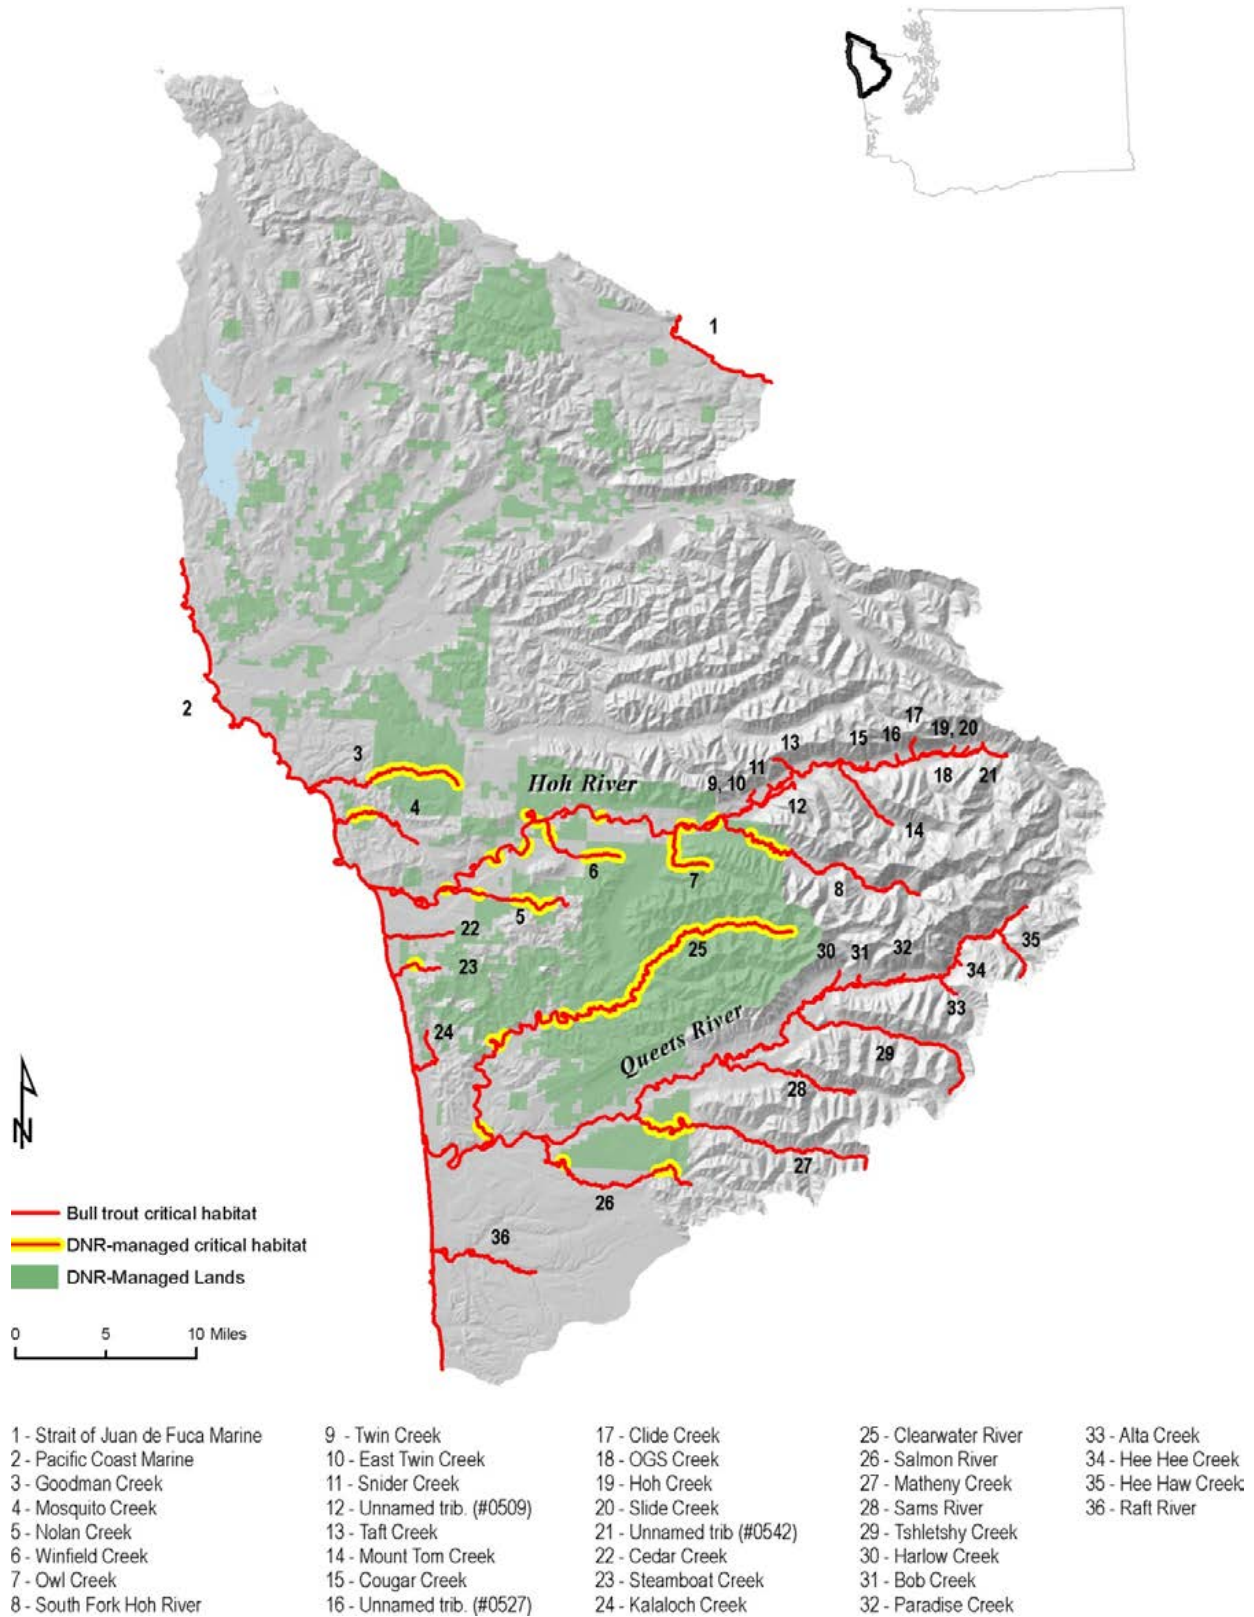 1
2
3
4
Hoh River
13
11
9, 10
12
15
16
17
19, 20
18
21
14
6
7
8
5
22
23
24
25
30
31
32
34
35
33
Queets River
29
28
27
26
36
N
Bull trout critical habitat
DNR-managed critical habitat
DNR-Managed Lands
0 5 10 Miles
1 - Strait of Juan de Fuca Marine
2 - Pacific Coast Marine
3 - Goodman Creek
4 - Mosquito Creek
5 - Nolan Creek
6 - Winfield Creek
7 - Owl Creek
8 - South Fork Hoh River
9 - Twin Creek
10 - East Twin Creek
11 - Snider Creek
12 - Unnamed trib. (#0509)
13 - Taft Creek
14 - Mount Tom Creek
15 - Cougar Creek
16 - Unnamed trib. (#0527)
17 - Clide Creek
18 - OGS Creek
19 - Hoh Creek
20 - Slide Creek
21 - Unnamed trib (#0542)
22 - Cedar Creek
23 - Steamboat Creek
24 - Kalaloch Creek
25 - Clearwater River
26 - Salmon River
27 - Matheny Creek
28 - Sams River
29 - Tshletshy Creek
30 - Harlow Creek
31 - Bob Creek
32 - Paradise Creek
33 - Alta Creek
34 - Hee Hee Creek
35 - Hee Haw Creek
36 - Raft River